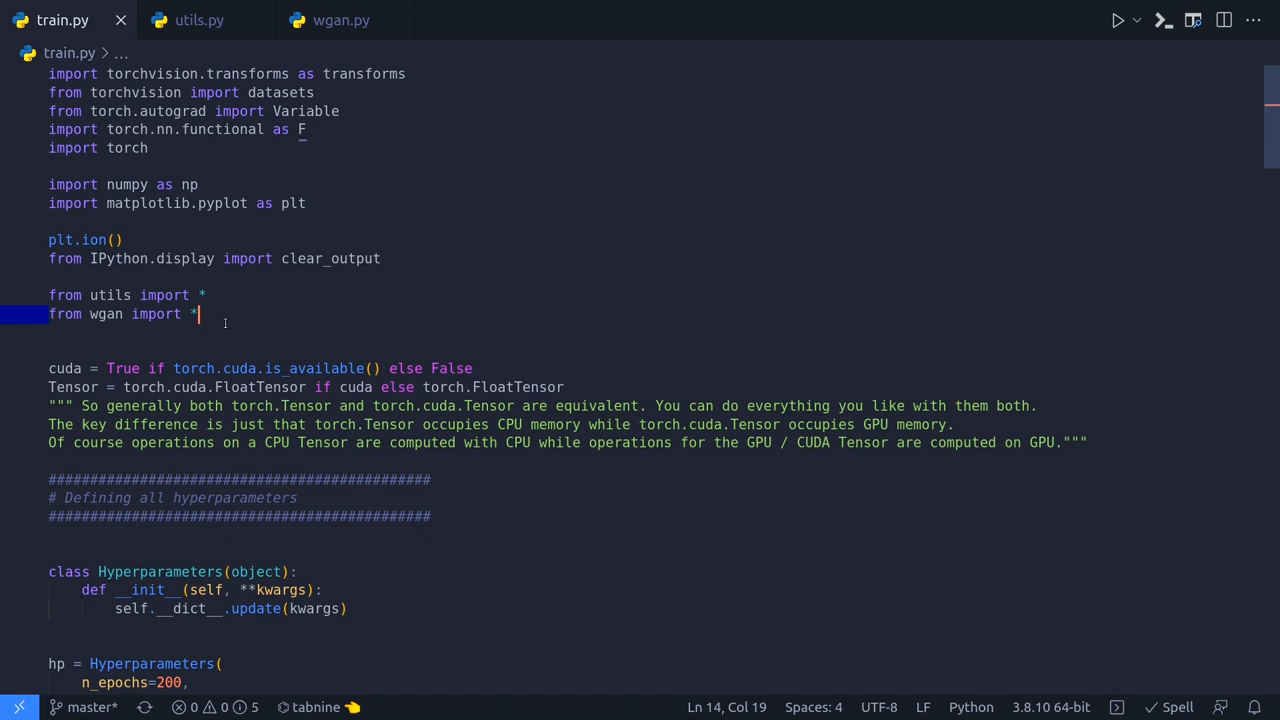 train.py
utils.py
wgan.py
train.py > ...
import torchvision.transforms as transforms
from torchvision import datasets
from torch.autograd import Variable
import torch.nn.functional as F
import torch
import numpy as np
import matplotlib.pyplot as plt
plt.ion()
from IPython.display import clear_output
from utils import *
from wgan import *
cuda = True if torch.cuda.is_available() else False
Tensor = torch.cuda.FloatTensor if cuda else torch.FloatTensor
""" So generally both torch.Tensor and torch.cuda.Tensor are equivalent. You can do everything you like with them both.
The key difference is just that torch.Tensor occupies CPU memory while torch.cuda.Tensor occupies GPU memory.
Of course operations on a CPU Tensor are computed with CPU while operations for the GPU / CUDA Tensor are computed on GPU."""
##############################################
# Defining all hyperparameters
##############################################
class Hyperparameters(object):
def __init__(self, **kwargs):
self.__dict__.update(kwargs)
hp = Hyperparameters(
n_epochs=200,
master* 0 0 5 tabnine Ln 14, Col 19 Spaces: 4 UTF-8 LF Python 3.8.10 64-bit Spell